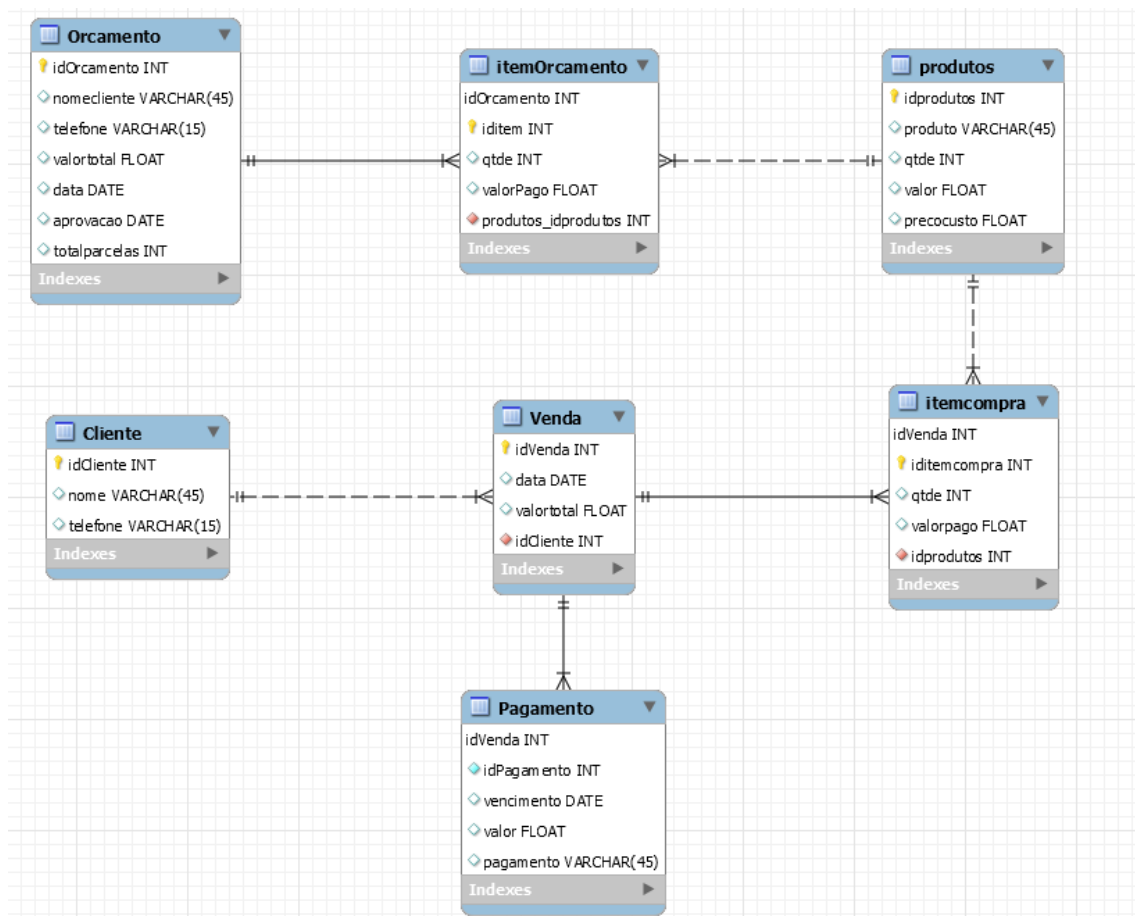 Orcamento
idOrcamento INT
nomecliente VARCHAR(45)
telefone VARCHAR(15)
valortotal FLOAT
data DATE
aprovacao DATE
totalparcelas INT
Indexes
itemOrcamento
idOrcamento INT
iditem INT
qtde INT
valorPago FLOAT
produtos_idprodutos INT
Indexes
produtos
idprodutos INT
produto VARCHAR(45)
qtde INT
valor FLOAT
precocusto FLOAT
Indexes
Cliente
idCliente INT
nome VARCHAR(45)
telefone VARCHAR(15)
Indexes
Venda
idVenda INT
data DATE
valortotal FLOAT
idCliente INT
Indexes
itemcompra
idVenda INT
iditemcompra INT
qtde INT
valorpago FLOAT
idprodutos INT
Indexes
Pagamento
idVenda INT
idPagamento INT
vencimento DATE
valor FLOAT
pagamento VARCHAR(45)
Indexes